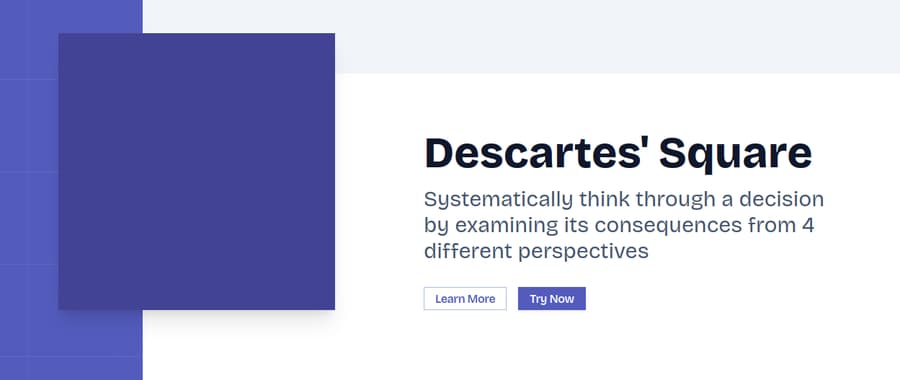 Descartes' Square
Systematically think through a decision
by examining its consequences from 4
different perspectives
Learn More
Try Now